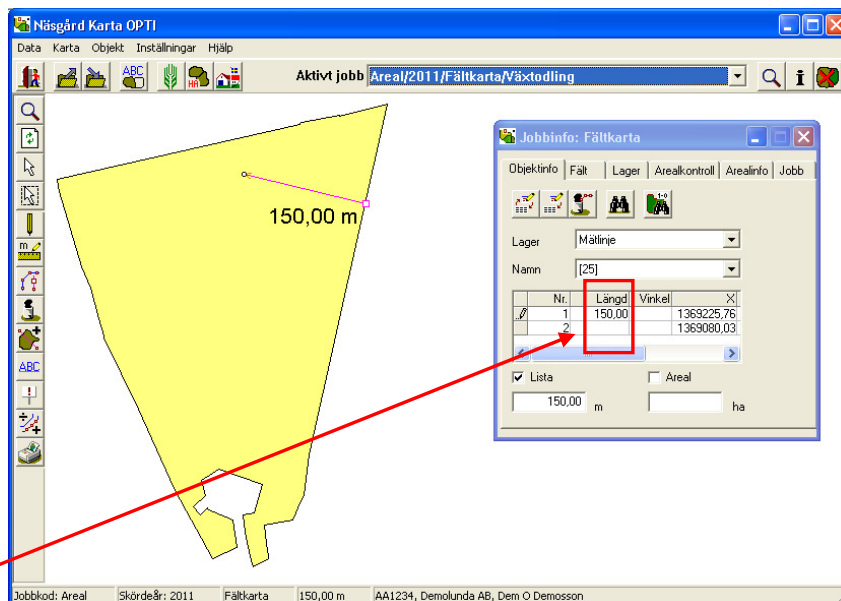 Näsgård Karta OPTI
Data Karta Objekt Inställningar Hjälp
ABC HA Aktivt jobb Areal/2011/Fältkarta/Växtodling i
150,00 m
m
ABC
Jobbinfo: Fältkarta
Objektinfo Fält Lager Arealkontroll Arealinfo Jobb
Lager Mätlinje
Namn [25]
Nr. Längd Vinkel X
1 150,00 1369225,76
2 1369080,03
Lista Areal
150,00 m ha
Jobbkod: Areal Skördeår: 2011 Fältkarta 150,00 m AA1234, Demolunda AB, Dem O Demosson